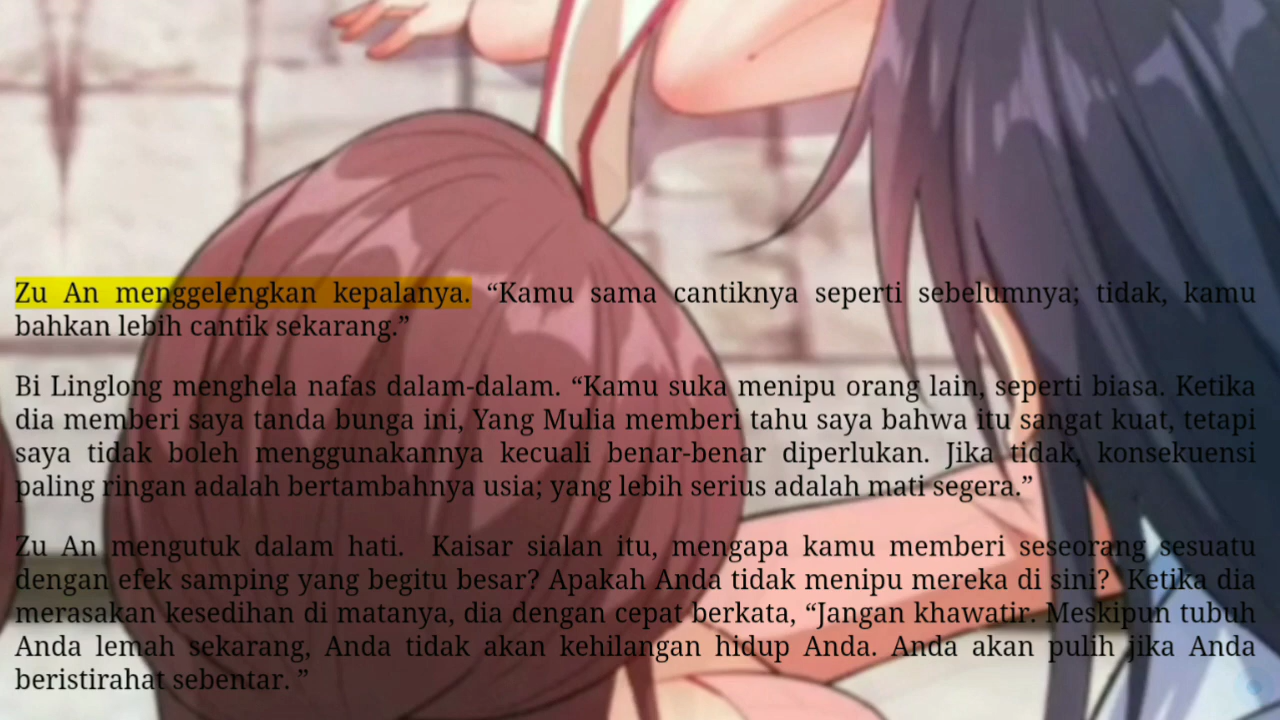 Zu An menggelengkan kepalanya. “Kamu sama cantiknya seperti sebelumnya; tidak, kamu
bahkan lebih cantik sekarang.”
Bi Linglong menghela nafas dalam-dalam. “Kamu suka menipu orang lain, seperti biasa. Ketika
dia memberi saya tanda bunga ini, Yang Mulia memberi tahu saya bahwa itu sangat kuat, tetapi
saya tidak boleh menggunakannya kecuali benar-benar diperlukan. Jika tidak, konsekuensi
paling ringan adalah bertambahnya usia; yang lebih serius adalah mati segera.”
Zu An mengutuk dalam hati. Kaisar sialan itu, mengapa kamu memberi seseorang sesuatu
dengan efek samping yang begitu besar? Apakah Anda tidak menipu mereka di sini? Ketika dia
merasakan kesedihan di matanya, dia dengan cepat berkata, “Jangan khawatir. Meskipun tubuh
Anda lemah sekarang, Anda tidak akan kehilangan hidup Anda. Anda akan pulih jika Anda
beristirahat sebentar. ”